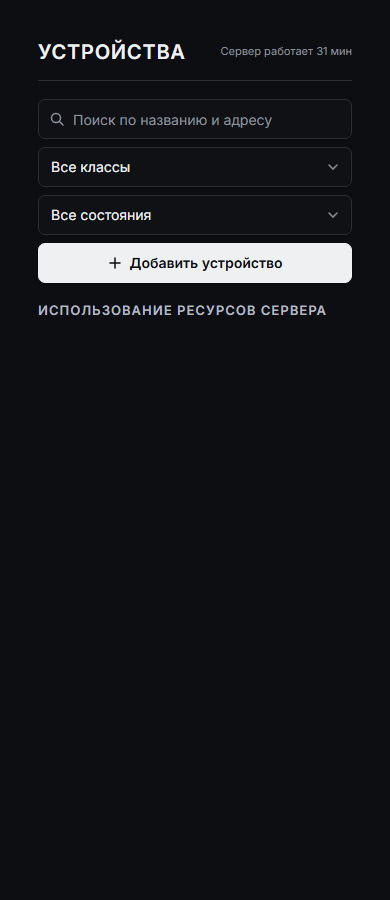 УСТРОЙСТВА
Сервер работает 31 мин
Поиск по названию и адресу
Все классы
Все состояния
Добавить устройство
ИСПОЛЬЗОВАНИЕ РЕСУРСОВ СЕРВЕРА